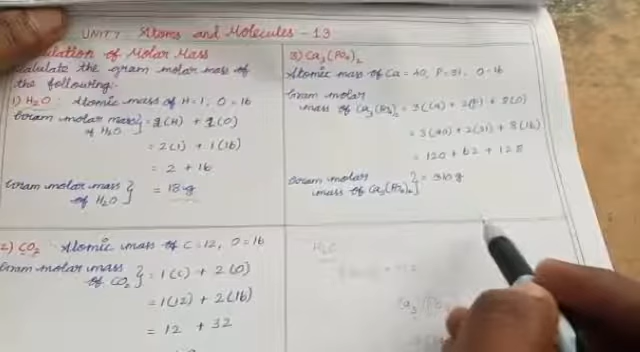 UNIT 7 Atoms and Molecules - 13
Calculation of Molar Mass
Calculate the gram molar mass of
the following:-
1) H2O : Atomic mass of H=1, O=16
Gram molar mass of H2O } = 2(H) + 1(O)
= 2(1) + 1(16)
= 2 + 16
Gram molar mass of H2O } = 18 g
2) CO2 Atomic mass of C=12, O=16
Gram molar mass of CO2 } = 1(C) + 2(O)
= 1(12) + 2(16)
= 12 + 32
3) Ca3(PO4)2
Atomic mass of Ca=40, P=31, O=16
Gram molar
mass of Ca3(PO4)2 = 3(Ca) + 2(P) + 8(O)
= 3(40) + 2(31) + 8(16)
= 120 + 62 + 128
Gram molar mass of Ca3(PO4)2 } = 310 g